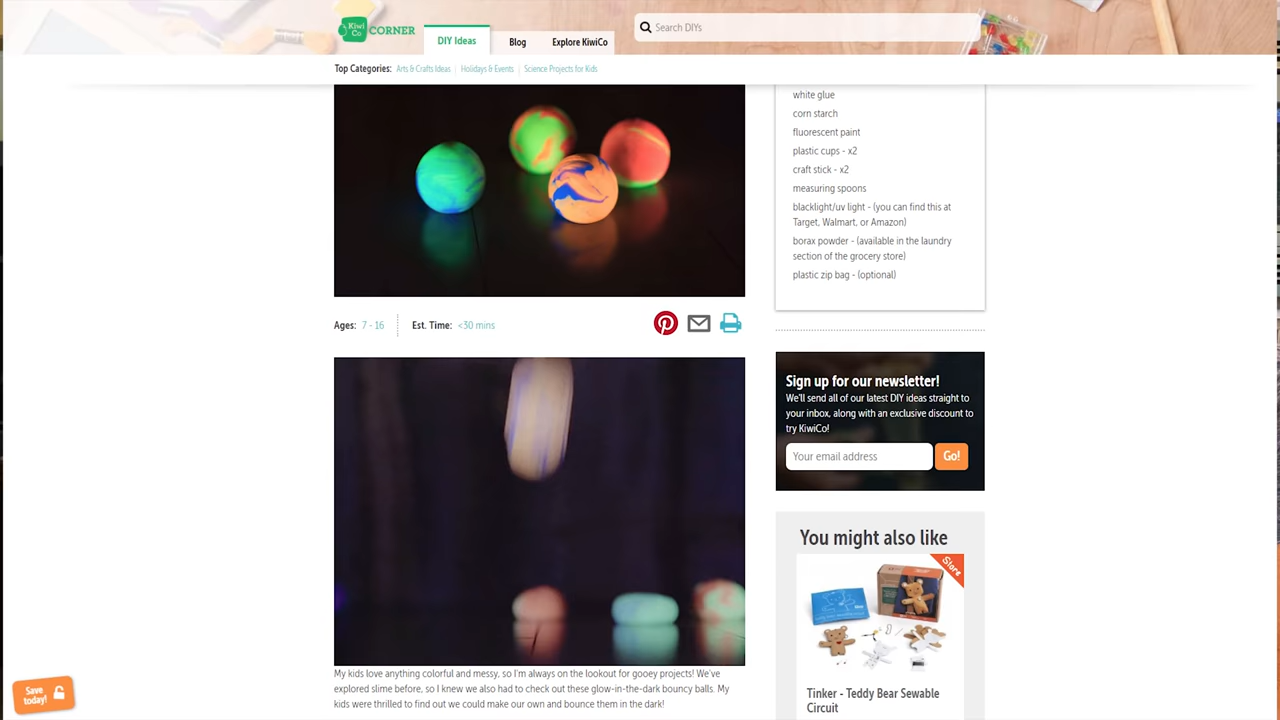 Kiwi
Co
CORNER
DIY Ideas
Blog
Explore KiwiCo
Search DIYs
Top Categories:
Arts & Crafts Ideas
Holidays & Events
Science Projects for Kids
white glue
corn starch
fluorescent paint
plastic cups - x2
craft stick - x2
measuring spoons
blacklight/uv light - (you can find this at
Target, Walmart, or Amazon)
borax powder - (available in the laundry
section of the grocery store)
plastic zip bag - (optional)
Ages: 7 - 16
Est. Time: <30 mins
Sign up for our newsletter!
We'll send all of our latest DIY ideas straight to
your inbox, along with an exclusive discount to
try KiwiCo!
Your email address
Go!
You might also like
Store
Tinker - Teddy Bear Sewable
Circuit
My kids love anything colorful and messy, so I'm always on the lookout for gooey projects! We've
explored slime before, so I knew we also had to check out these glow-in-the-dark bouncy balls. My
kids were thrilled to find out we could make our own and bounce them in the dark!
Save
today!